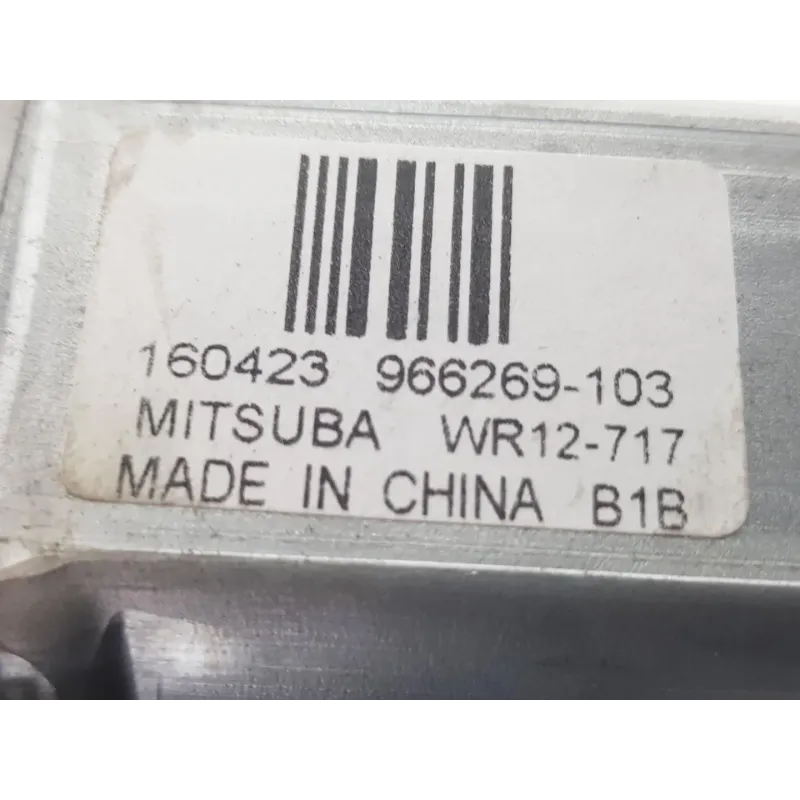 160423 966269-103
MITSUBA WR12-717
MADE IN CHINA B1B